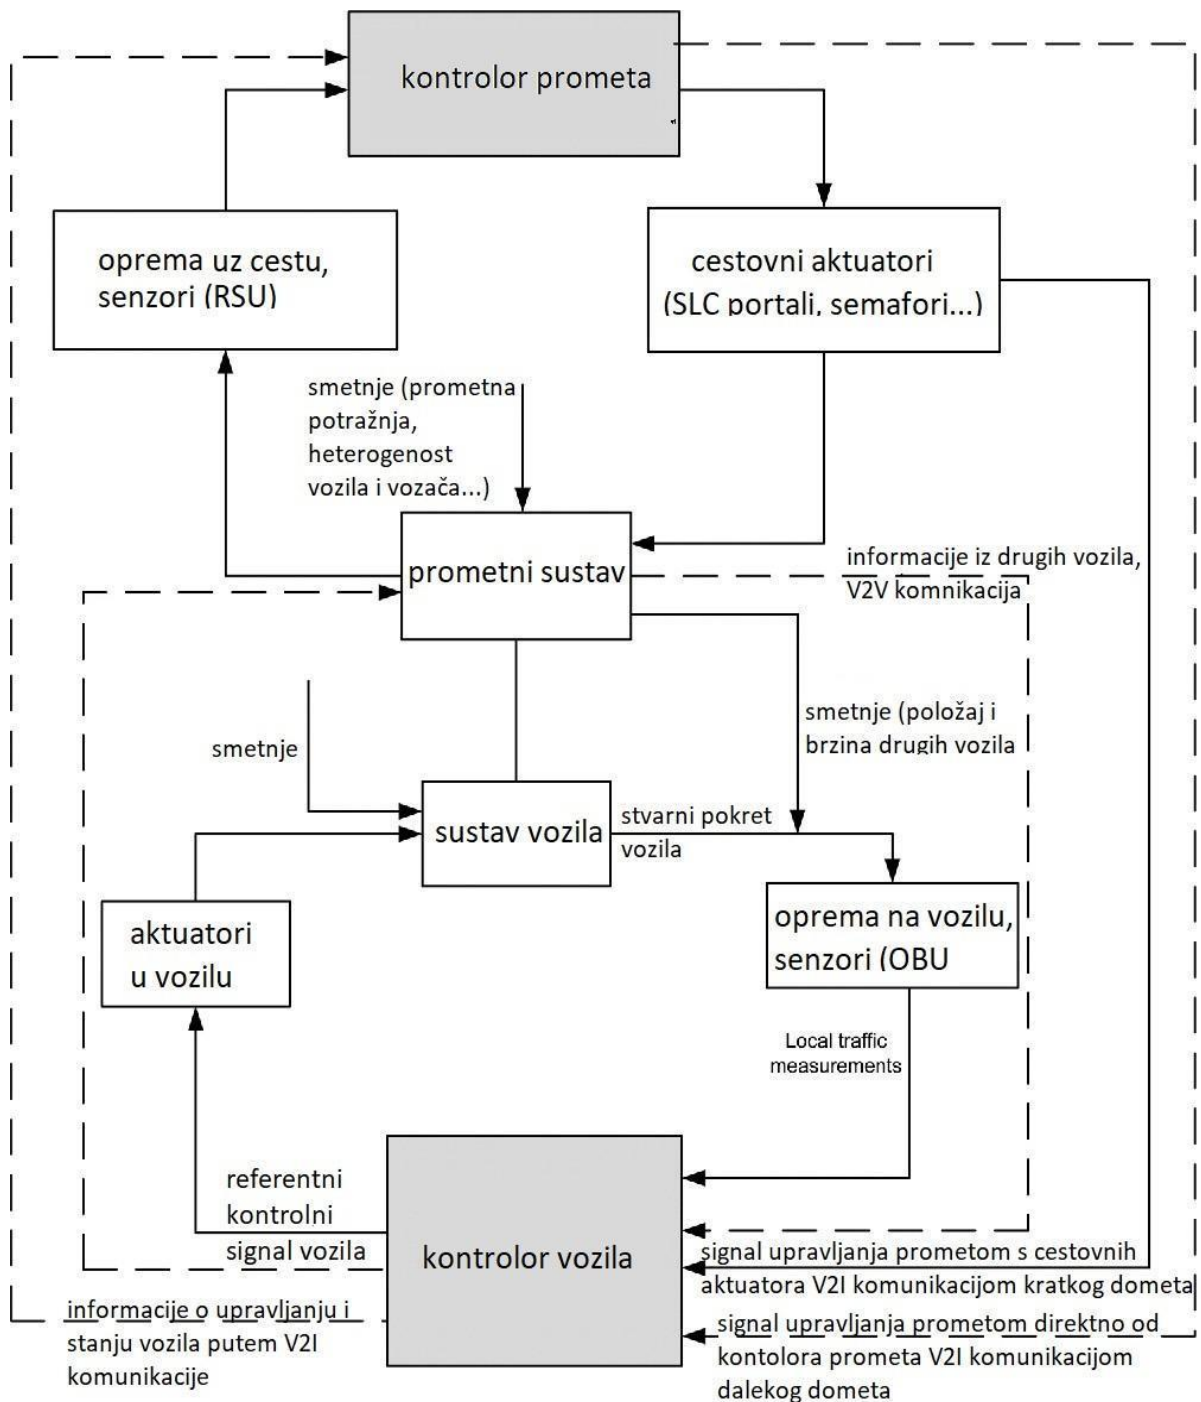 kontrolor prometa
oprema uz cestu,
senzori (RSU)
cestovni aktuatori
(SLC portali, semafori...)
smetnje (prometna
potražnja,
heterogenost
vozila i vozača...)
prometni sustav
informacije iz drugih vozila,
V2V komnikacija
smetnje (položaj i
brzina drugih vozila
smetnje
sustav vozila
stvarni pokret
vozila
aktuatori
u vozilu
oprema na vozilu,
senzori (OBU
Local traffic
measurements
referentni
kontrolni
signal vozila
kontrolor vozila
signal upravljanja prometom s cestovnih
aktuatora V2I komunikacijom kratkog dometa
informacije o upravljanju i
stanju vozila putem V2I
komunikacije
signal upravljanja prometom direktno od
kontolora prometa V2I komunikacijom
dalekog dometa